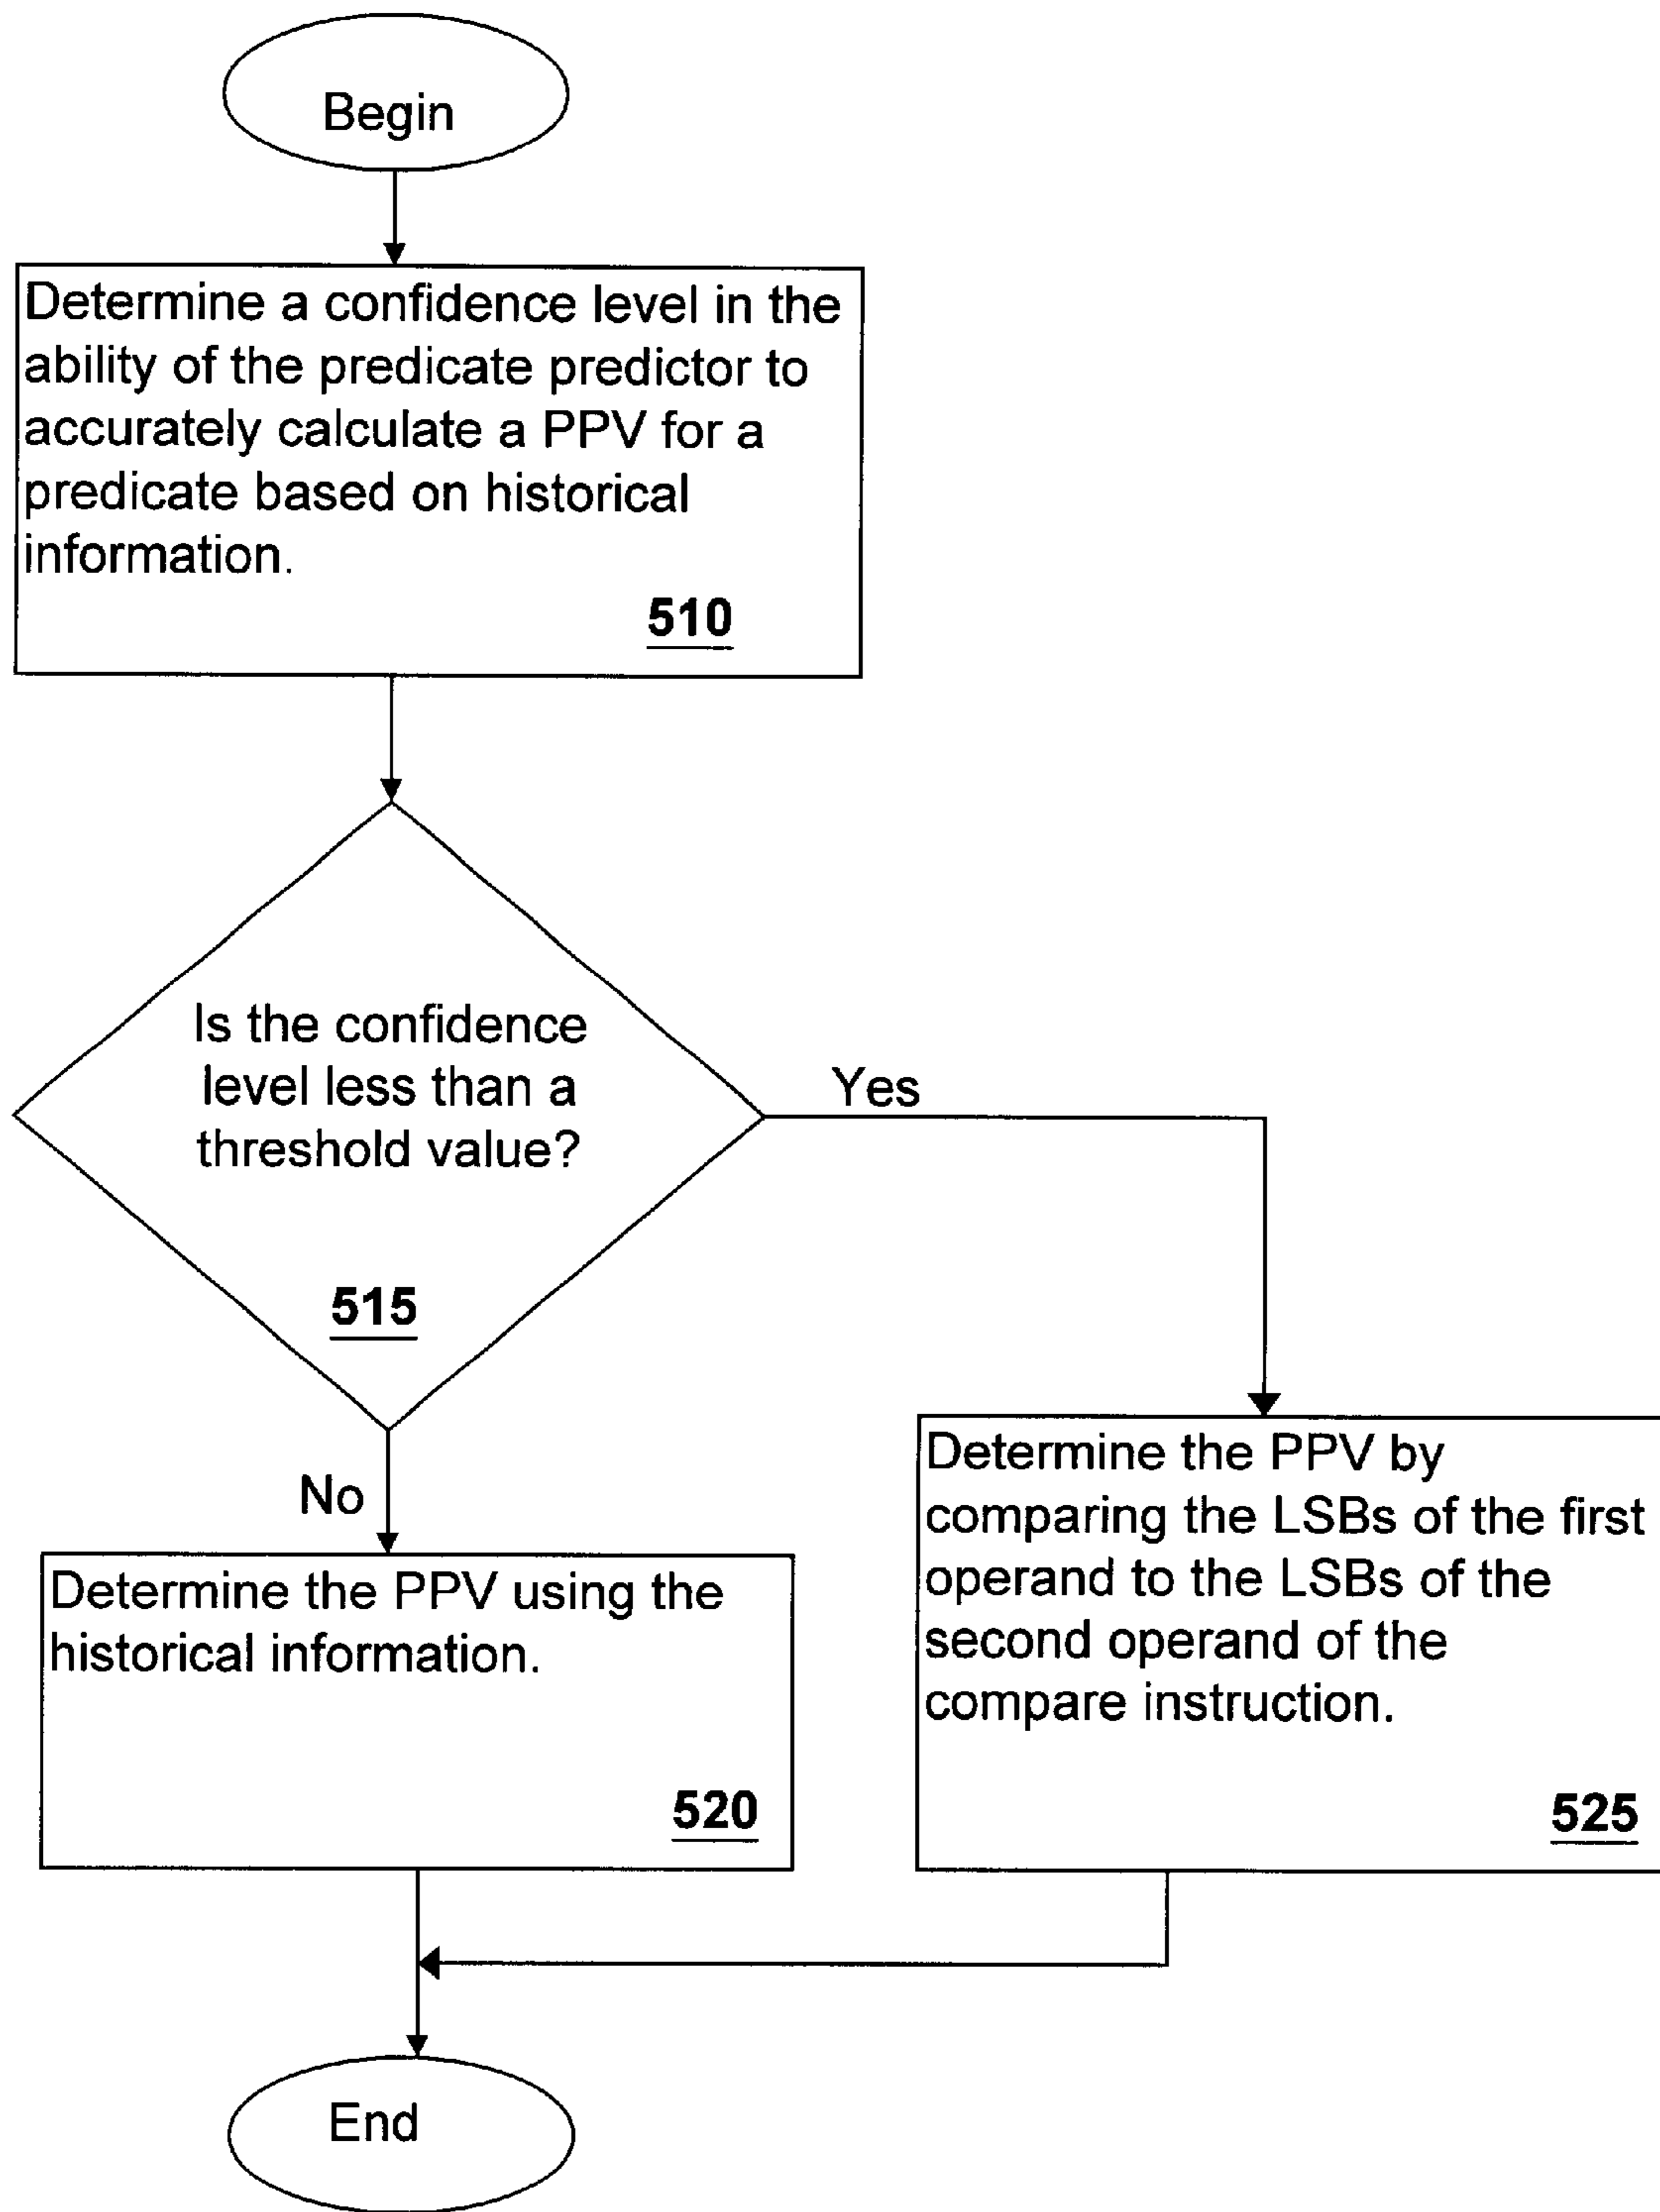 Begin
Determine a confidence level in the
ability of the predicate predictor to
accurately calculate a PPV for a
predicate based on historical
information.
510
Is the confidence
level less than a
threshold value?
515
Yes
No
Determine the PPV using the
historical information.
520
Determine the PPV by
comparing the LSBs of the first
operand to the LSBs of the
second operand of the
compare instruction.
525
End